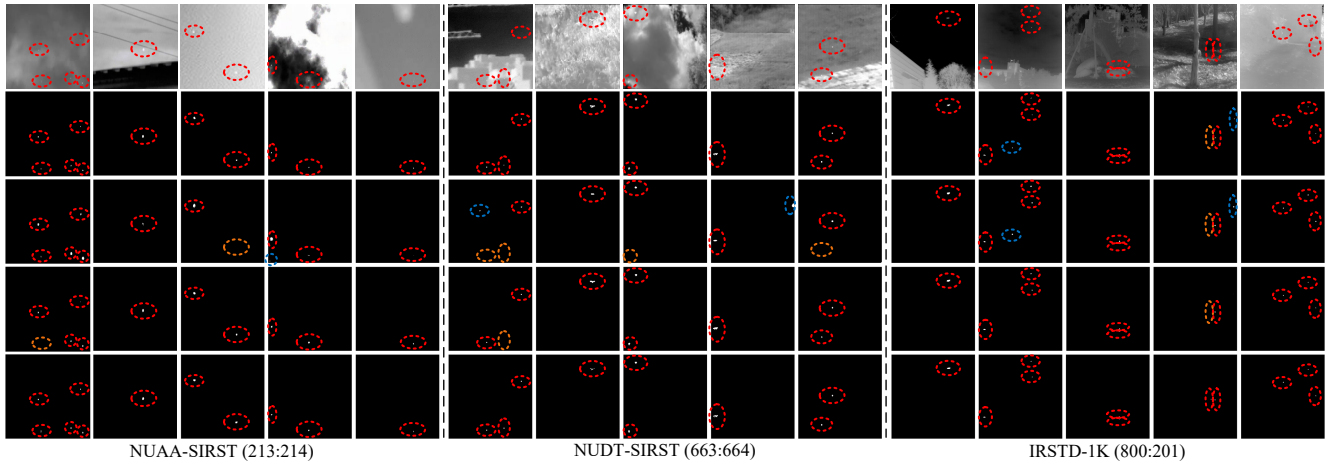 NUAA-SIRST (213:214)
NUDT-SIRST (663:664)
IRSTD-1K (800:201)